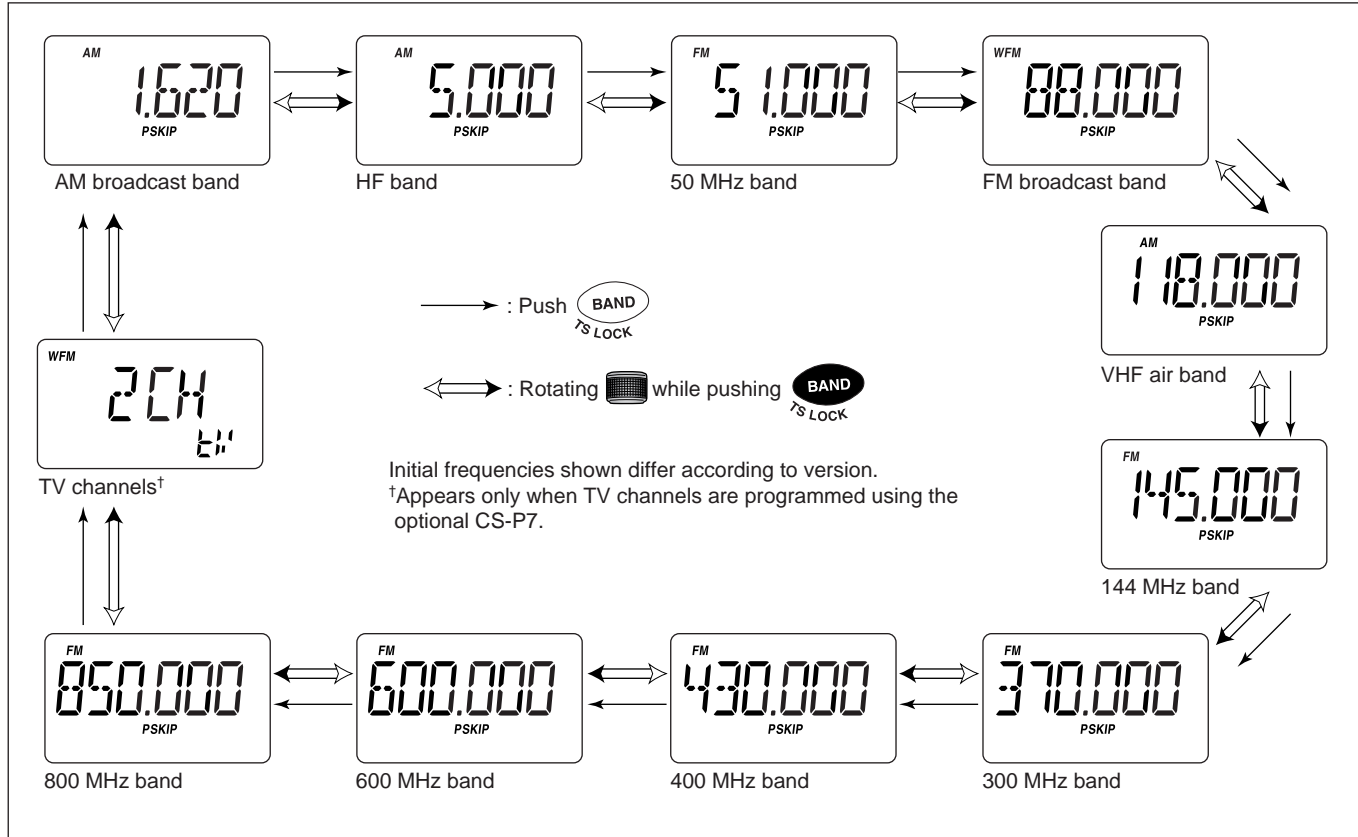 AM
1.620
PSKIP
AM broadcast band
AM
5.000
PSKIP
HF band
FM
51.000
PSKIP
50 MHz band
WFM
88.000
PSKIP
FM broadcast band
AM
118.000
PSKIP
VHF air band
FM
145.000
PSKIP
144 MHz band
FM
370.000
PSKIP
300 MHz band
FM
430.000
PSKIP
400 MHz band
FM
600.000
PSKIP
600 MHz band
FM
850.000
PSKIP
800 MHz band
WFM
2CH
tV
TV channels†
: Push BAND
TS LOCK
: Rotating while pushing BAND
TS LOCK
Initial frequencies shown differ according to version.
†Appears only when TV channels are programmed using the
optional CS-P7.